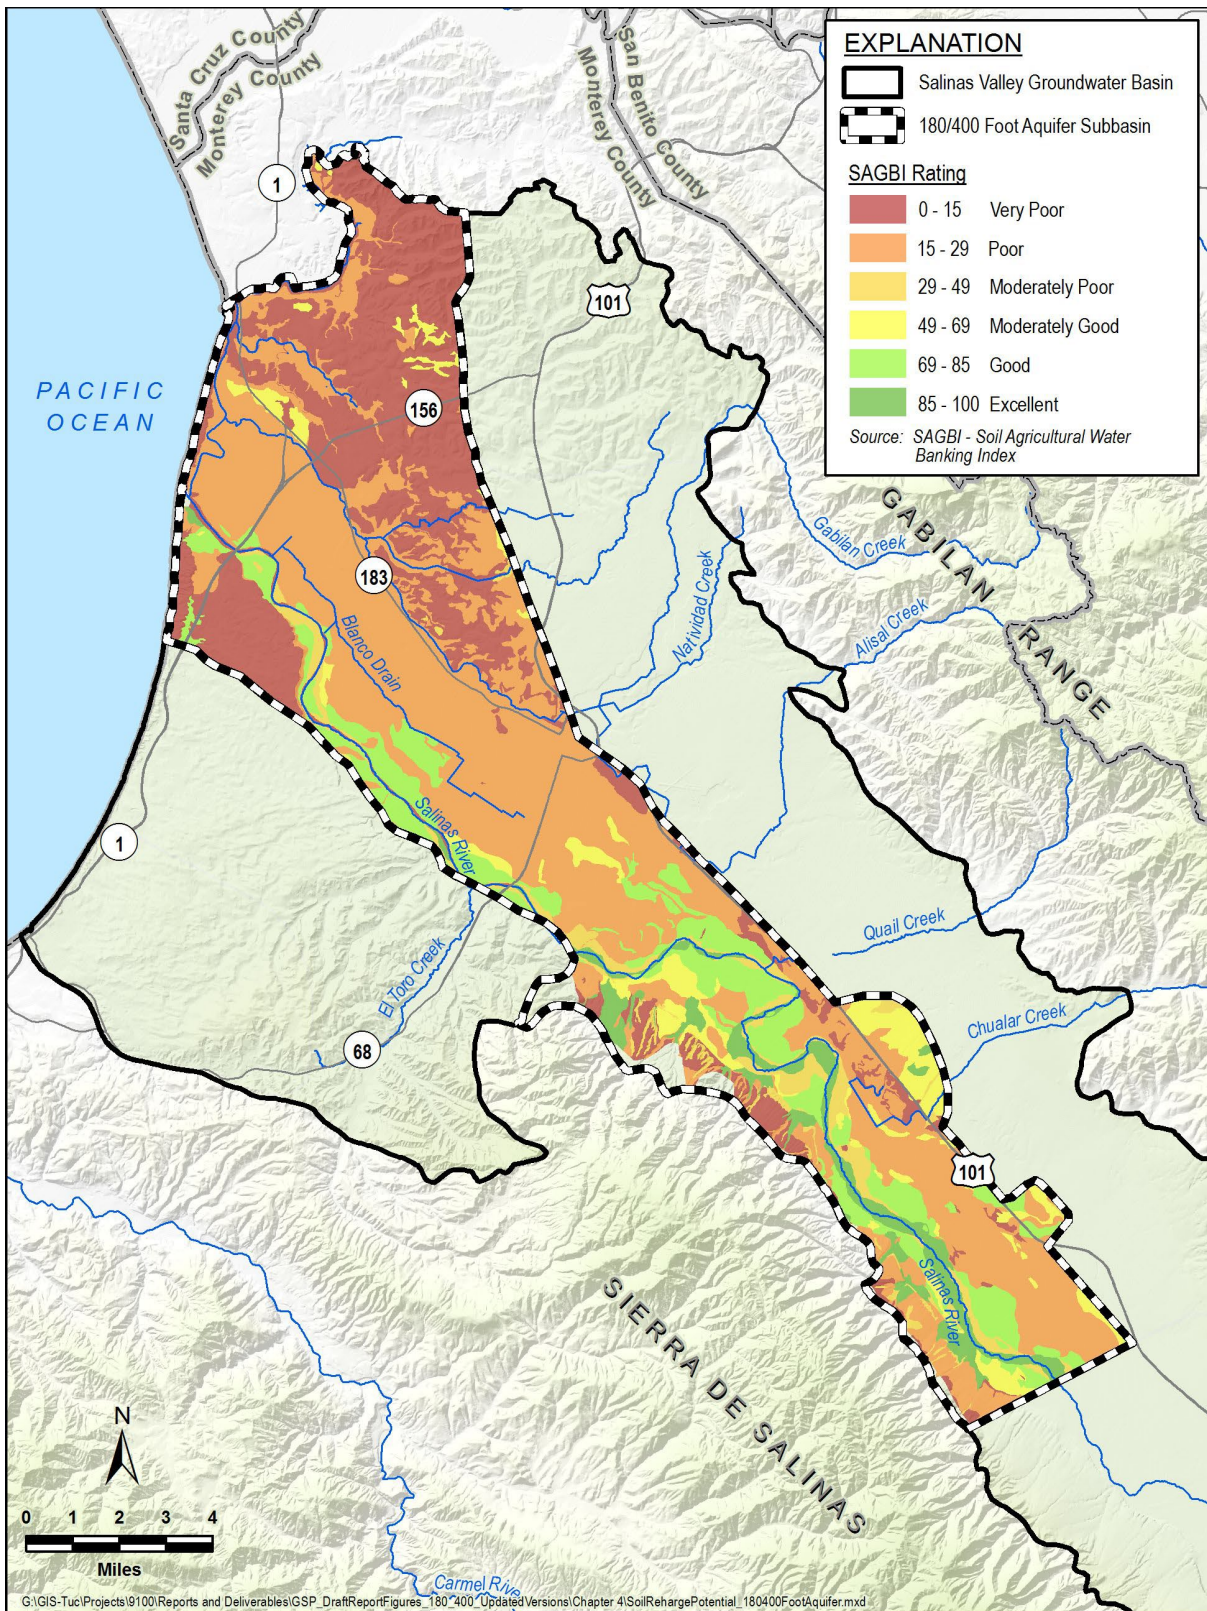 EXPLANATION
Salinas Valley Groundwater Basin
180/400 Foot Aquifer Subbasin
SAGBI Rating
0 - 15 Very Poor
15 - 29 Poor
29 - 49 Moderately Poor
49 - 69 Moderately Good
69 - 85 Good
85 - 100 Excellent
Source: SAGBI - Soil Agricultural Water
Banking Index
Santa Cruz County
Monterey County
San Benito County
Monterey County
1
101
PACIFIC
OCEAN
156
GABILAN
RANGE
Gabilan Creek
183
Natividad Creek
Alisal Creek
Blanco Drain
Salinas River
1
Quail Creek
El Toro Creek
Chualar Creek
68
101
Salinas River
SIERRA DE SALINAS
N
0 1 2 3 4
Miles
Carmel River
G:\GIS-Tuc\Projects\9100\Reports and Deliverables\GSP_DraftReportFigures_180_400_UpdatedVersions\Chapter 4\SoilRehargePotential_180400FootAquifer.mxd